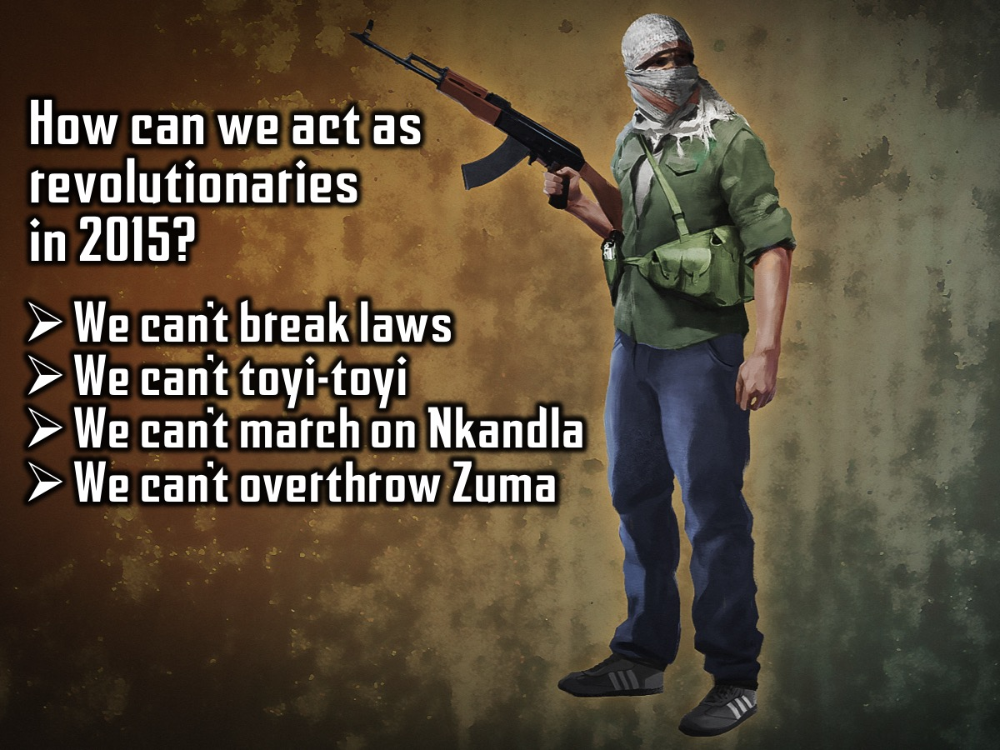 How can we act as
revolutionaries
in 2015?
We can't break laws
We can't toyi-toyi
We can't march on Nkandla
We can't overthrow Zuma